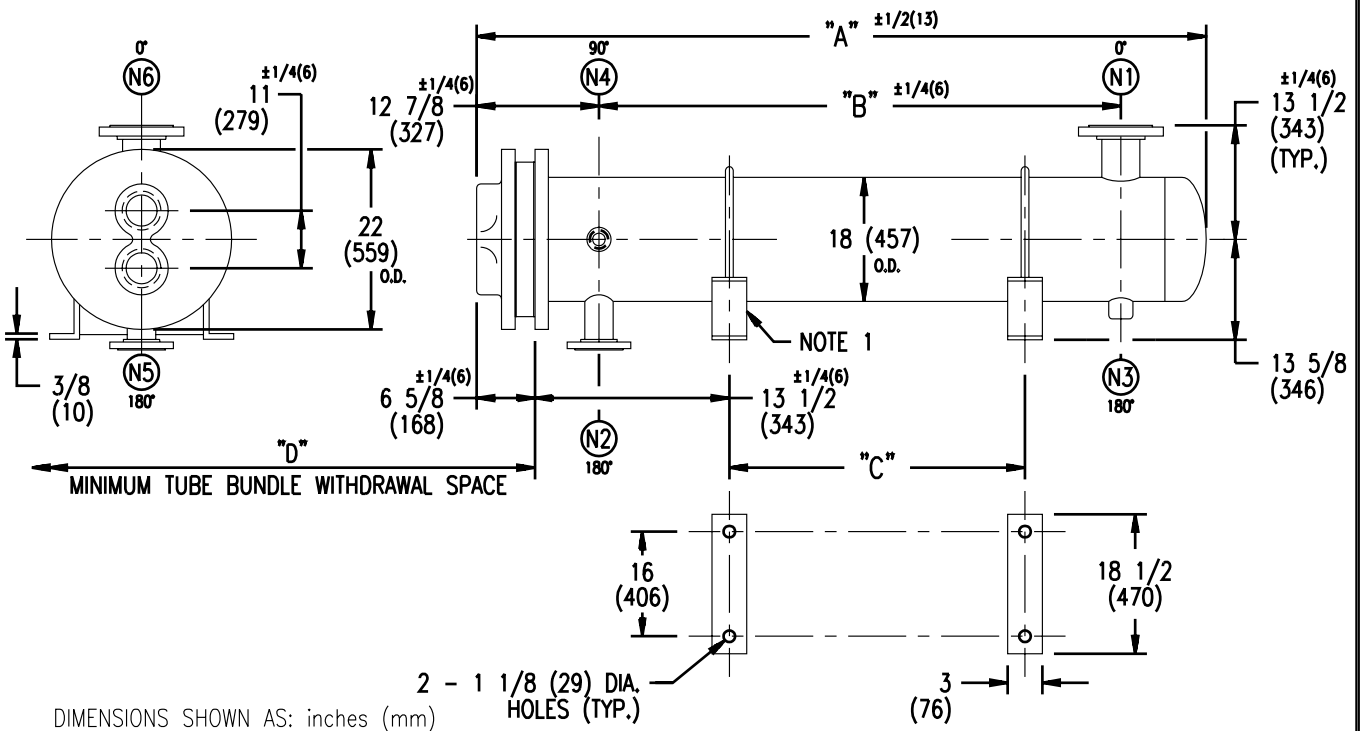 0°
N6
±1/4(6)
11
(279)
22
(559)
O.D.
3/8
(10)
N5
180°
"A" ±1/2(13)
90°
N4
0°
N1
±1/4(6)
12 7/8
(327)
"B" ±1/4(6)
±1/4(6)
13 1/2
(343)
(TYP.)
18 (457)
O.D.
NOTE 1
±1/4(6)
6 5/8
(168)
±1/4(6)
13 1/2
(343)
N2
180°
N3
180°
13 5/8
(346)
"D"
MINIMUM TUBE BUNDLE WITHDRAWAL SPACE
"C"
16
(406)
18 1/2
(470)
2 - 1 1/8 (29) DIA.
HOLES (TYP.)
3
(76)
DIMENSIONS SHOWN AS: inches (mm)